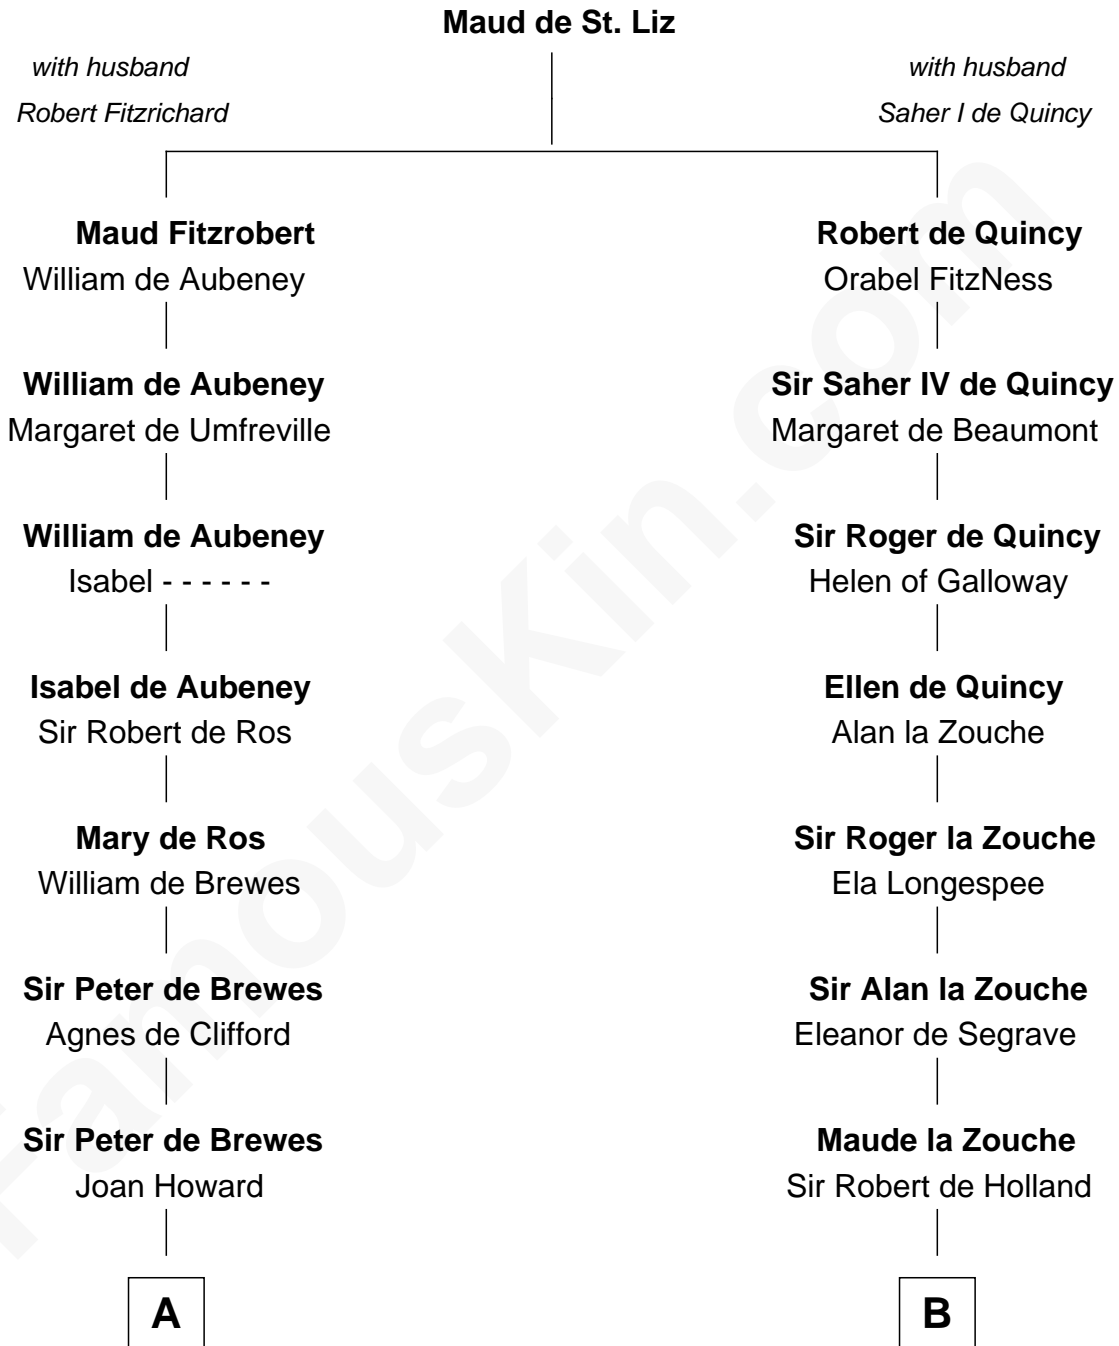 Maud de St. Liz
with husband
Robert Fitzrichard
with husband
Saher I de Quincy
Maud Fitzrobert
William de Aubeney
Robert de Quincy
Orabel FitzNess
William de Aubeney
Margaret de Umfreville
Sir Saher IV de Quincy
Margaret de Beaumont
William de Aubeney
Isabel - - - - - -
Sir Roger de Quincy
Helen of Galloway
Isabel de Aubeney
Sir Robert de Ros
Ellen de Quincy
Alan la Zouche
Mary de Ros
William de Brewes
Sir Roger la Zouche
Ela Longespee
Sir Peter de Brewes
Agnes de Clifford
Sir Alan la Zouche
Eleanor de Segrave
Sir Peter de Brewes
Joan Howard
Maude la Zouche
Sir Robert de Holland
A
B
FamousKin.com